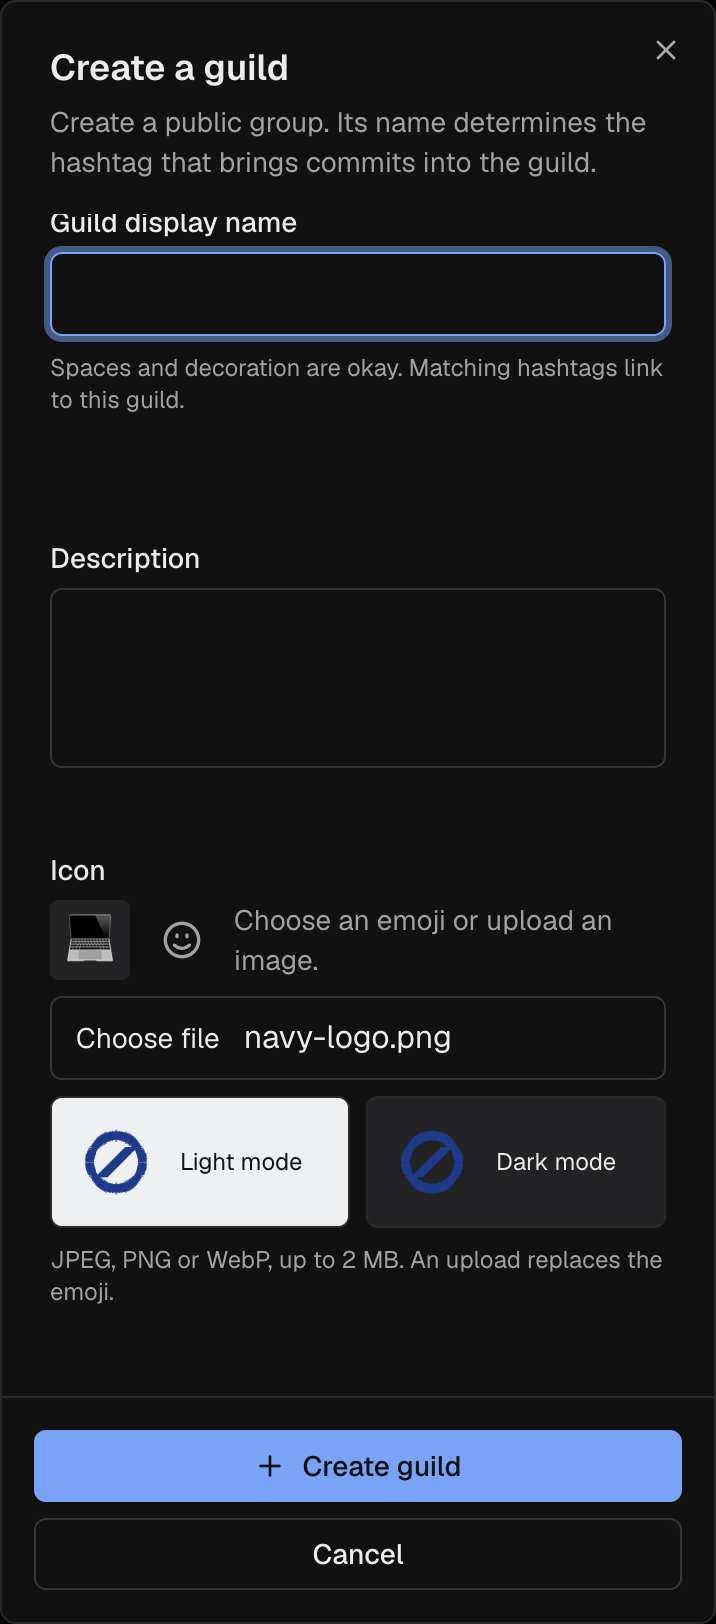 Create a guild
Create a public group. Its name determines the
hashtag that brings commits into the guild.
Guild display name
Spaces and decoration are okay. Matching hashtags link
to this guild.
Description
Icon
Choose an emoji or upload an
image.
Choose file navy-logo.png
Light mode
Dark mode
JPEG, PNG or WebP, up to 2 MB. An upload replaces the
emoji.
Create guild
Cancel